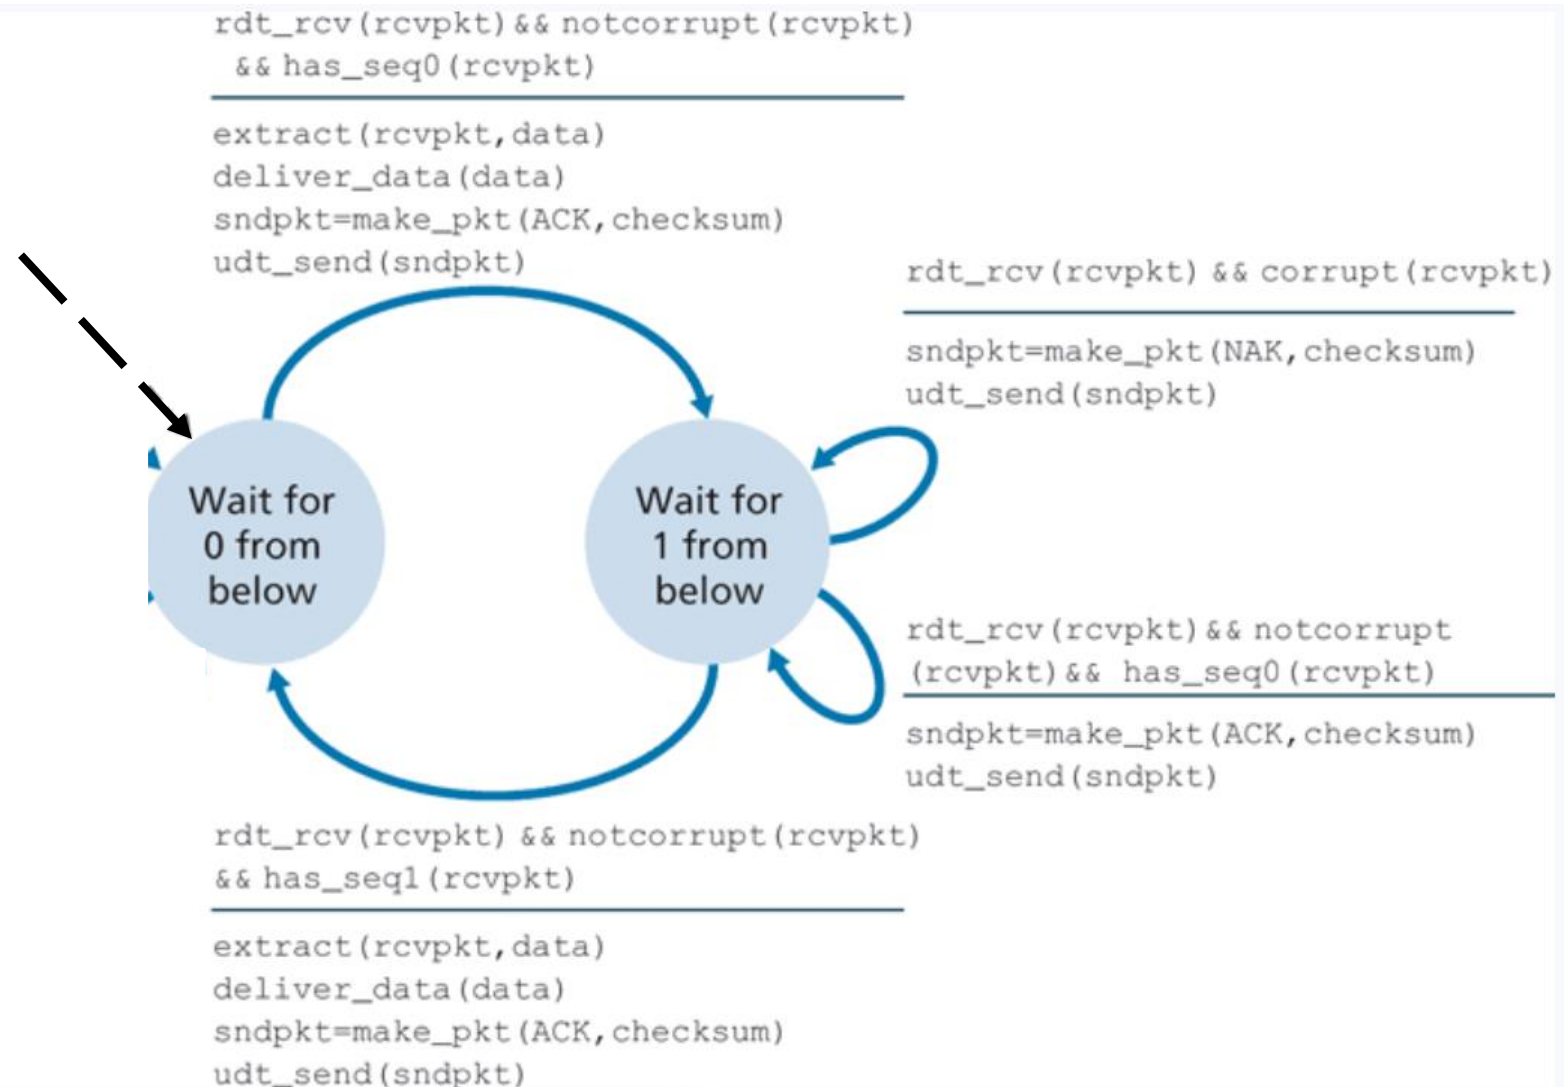 rdt_rcv(rcvpkt) && notcorrupt(rcvpkt)
&& has_seq0(rcvpkt)
extract(rcvpkt,data)
deliver_data(data)
sndpkt=make_pkt(ACK,checksum)
udt_send(sndpkt)
rdt_rcv(rcvpkt) && corrupt(rcvpkt)
sndpkt=make_pkt(NAK,checksum)
udt_send(sndpkt)
Wait for
0 from
below
Wait for
1 from
below
rdt_rcv(rcvpkt)&& notcorrupt
(rcvpkt)&& has_seq0(rcvpkt)
sndpkt=make_pkt(ACK,checksum)
udt_send(sndpkt)
rdt_rcv(rcvpkt) && notcorrupt(rcvpkt)
&& has_seq1(rcvpkt)
extract(rcvpkt,data)
deliver_data(data)
sndpkt=make_pkt(ACK,checksum)
udt_send(sndpkt)